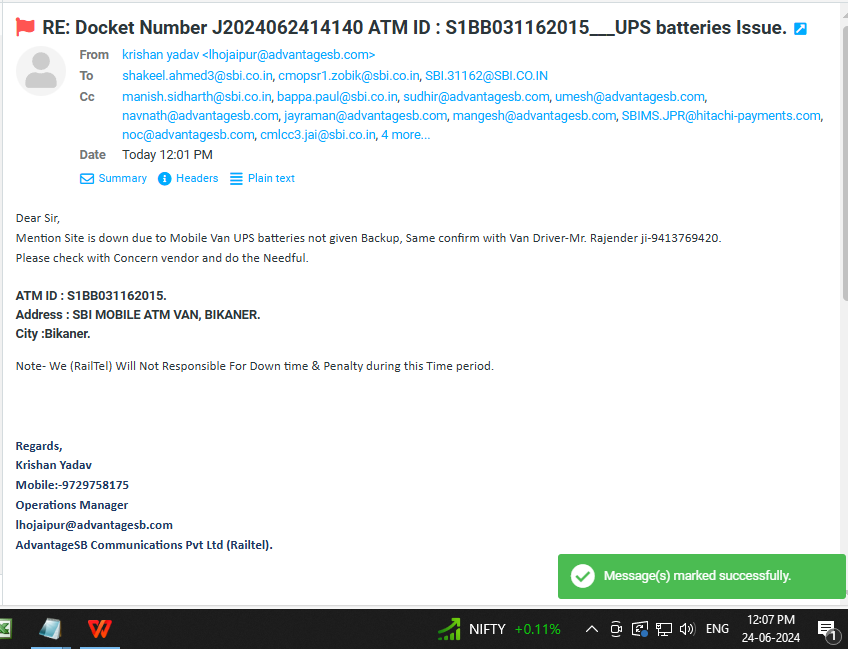 RE: Docket Number J2024062414140 ATM ID : S1BB031162015___UPS batteries Issue.
From krishan yadav <lhojaipur@advantagesb.com>
To shakeel.ahmed3@sbi.co.in, cmopsr1.zobik@sbi.co.in, SBI.31162@SBI.CO.IN
Cc manish.sidharth@sbi.co.in, bappa.paul@sbi.co.in, sudhir@advantagesb.com, umesh@advantagesb.com,
navnath@advantagesb.com, jayraman@advantagesb.com, mangesh@advantagesb.com, SBIMS.JPR@hitachi-payments.com,
noc@advantagesb.com, cmlcc3.jai@sbi.co.in, 4 more...
Date Today 12:01 PM
Summary Headers Plain text
Dear Sir,
Mention Site is down due to Mobile Van UPS batteries not given Backup, Same confirm with Van Driver-Mr. Rajender ji-9413769420.
Please check with Concern vendor and do the Needful.
ATM ID : S1BB031162015.
Address : SBI MOBILE ATM VAN, BIKANER.
City :Bikaner.
Note- We (RailTel) Will Not Responsible For Down time & Penalty during this Time period.
Regards,
Krishan Yadav
Mobile:-9729758175
Operations Manager
lhojaipur@advantagesb.com
AdvantageSB Communications Pvt Ltd (Railtel).
Message(s) marked successfully.
NIFTY +0.11%
ENG
12:07 PM
24-06-2024
1